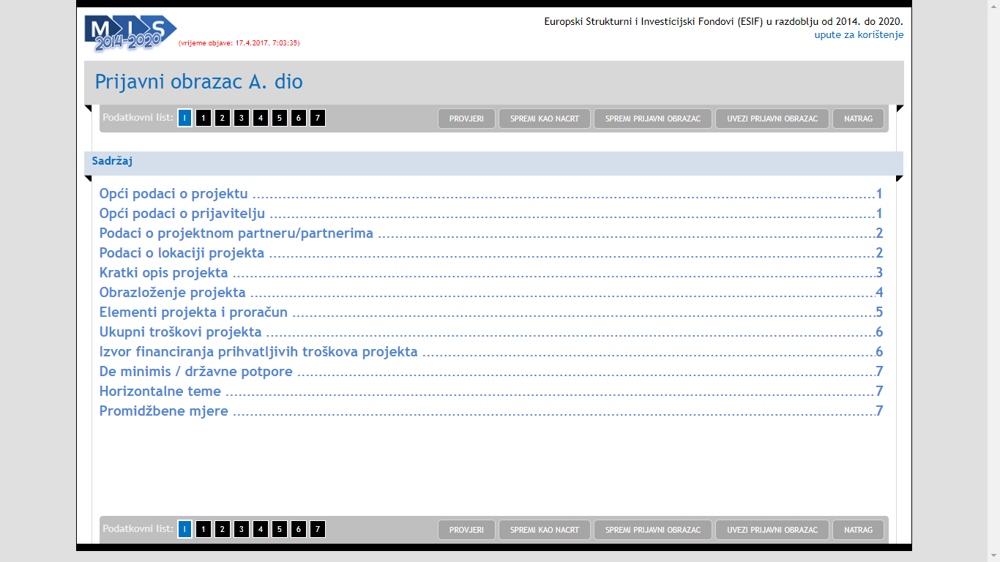 MIS
2014-2020
(vrijeme objave: 17.4.2017. 7:03:35)
Europski Strukturni i Investicijski Fondovi (ESIF) u razdoblju od 2014. do 2020.
upute za korištenje
Prijavni obrazac A. dio
Podatkovni list: I 1 2 3 4 5 6 7 PROVJERI SPREMI KAO NACRT SPREMI PRIJAVNI OBRAZAC UVEZI PRIJAVNI OBRAZAC NATRAG
Sadržaj
Opći podaci o projektu ... 1
Opći podaci o prijavitelju ... 1
Podaci o projektnom partneru/partnerima ... 2
Podaci o lokaciji projekta ... 2
Kratki opis projekta ... 3
Obrazloženje projekta ... 4
Elementi projekta i proračun ... 5
Ukupni troškovi projekta ... 6
Izvor financiranja prihvatljivih troškova projekta ... 6
De minimis / državne potpore ... 7
Horizontalne teme ... 7
Promidžbene mjere ... 7
Podatkovni list: I 1 2 3 4 5 6 7 PROVJERI SPREMI KAO NACRT SPREMI PRIJAVNI OBRAZAC UVEZI PRIJAVNI OBRAZAC NATRAG